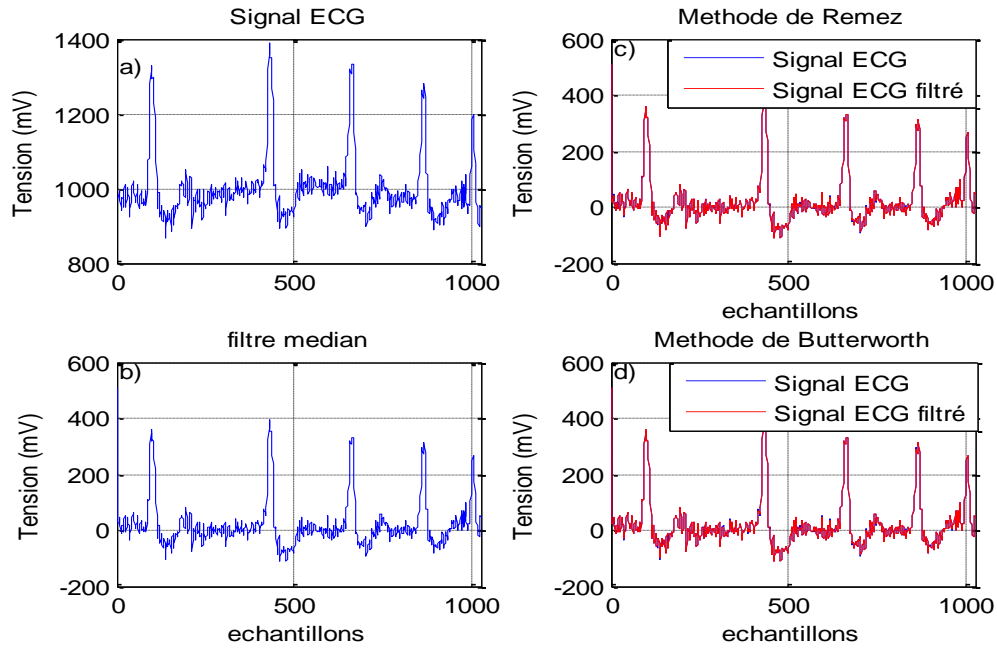 Signal ECG
a)
Tension (mV)
1400
1200
1000
800
0
500
1000
Methode de Remez
c)
Signal ECG
Signal ECG filtré
Tension (mV)
600
400
200
0
-200
0
500
1000
echantillons
filtre median
b)
Tension (mV)
600
400
200
0
-200
0
500
1000
echantillons
Methode de Butterworth
d)
Signal ECG
Signal ECG filtré
Tension (mV)
600
400
200
0
-200
0
500
1000
echantillons